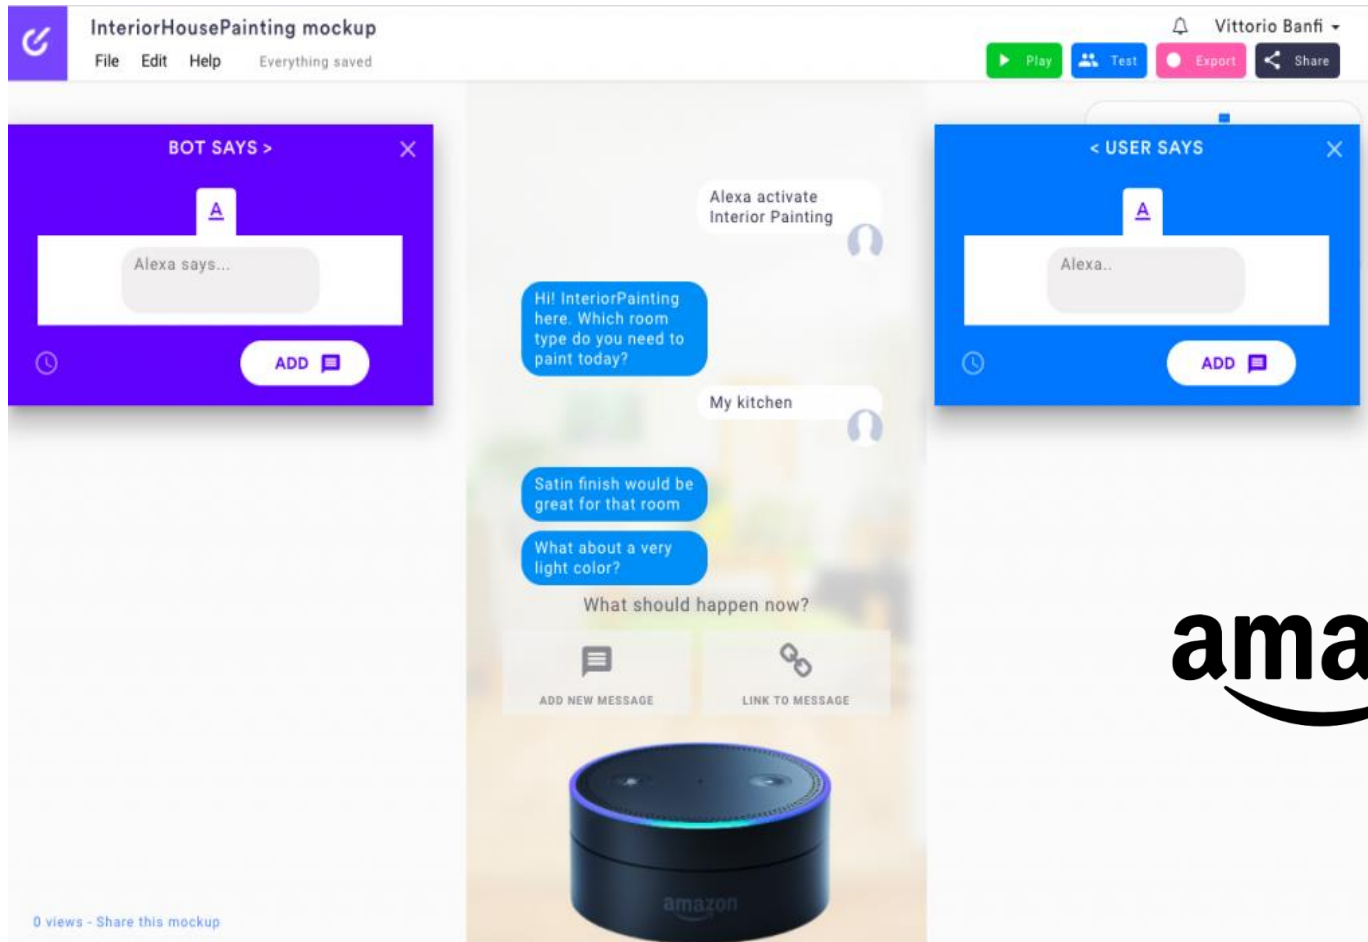 InteriorHousePainting mockup
Vittorio Banfi
File Edit Help Everything saved
Play Test Export Share
BOT SAYS >
A
Alexa says...
ADD
Alexa activate
Interior Painting
Hi! InteriorPainting
here. Which room
type do you need to
paint today?
My kitchen
Satin finish would be
great for that room
What about a very
light color?
What should happen now?
ADD NEW MESSAGE
LINK TO MESSAGE
amazon
< USER SAYS
A
Alexa..
ADD
ama
0 views - Share this mockup